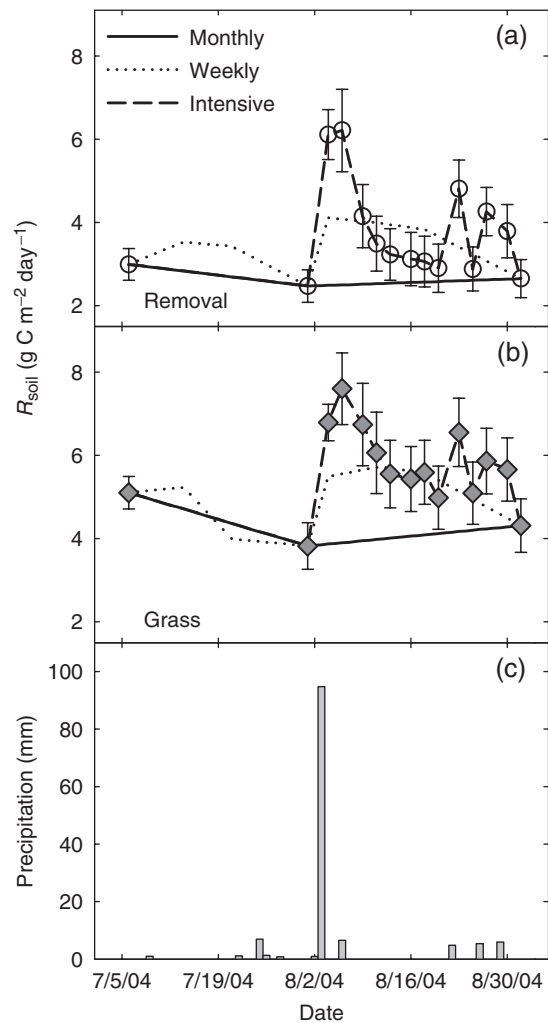 (a)
Monthly
Weekly
Intensive
8
6
4
2
Removal
R_soil (g C m⁻² day⁻¹)
(b)
8
6
4
2
Grass
(c)
100
80
60
40
20
0
Precipitation (mm)
7/5/04 7/19/04 8/2/04 8/16/04 8/30/04
Date